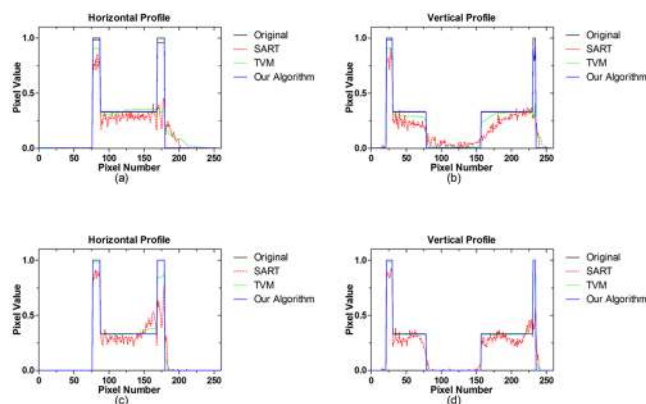 Horizontal Profile
1.0
0.5
0.0
Pixel Value
0 50 100 150 200 250
Pixel Number
(a)
Original
SART
TVM
Our Algorithm
Vertical Profile
1.0
0.5
0.0
Pixel Value
0 50 100 150 200 250
Pixel Number
(b)
Original
SART
TVM
Our Algorithm
Horizontal Profile
1.0
0.5
0.0
Pixel Value
0 50 100 150 200 250
Pixel Number
(c)
Original
SART
TVM
Our Algorithm
Vertical Profile
1.0
0.5
0.0
Pixel Value
0 50 100 150 200 250
Pixel Number
(d)
Original
SART
TVM
Our Algorithm